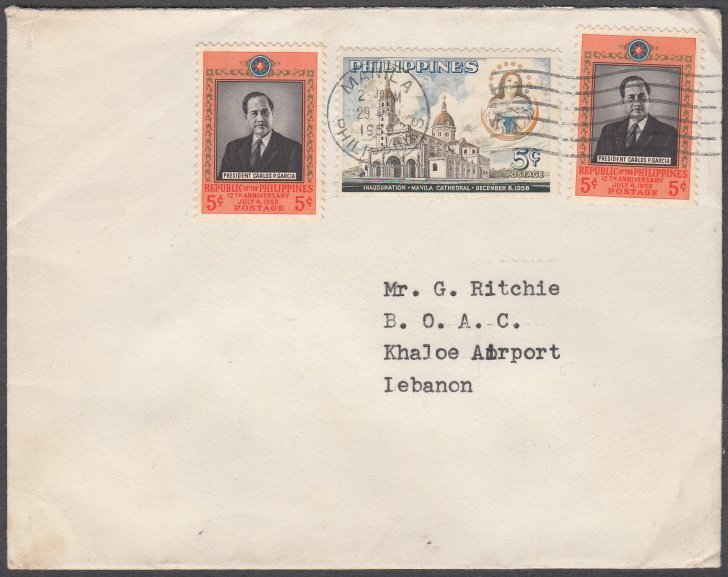 PRESIDENT CARLOS P. GARCIA
REPUBLIC OF THE PHILIPPINES
12TH ANNIVERSARY
JULY 4, 1958
5¢ POSTAGE 5¢
PHILIPPINES
5¢
POSTAGE
INAUGURATION · MANILA CATHEDRAL · DECEMBER 8, 1958
MANILA
29
PRESIDENT CARLOS P. GARCIA
REPUBLIC OF THE PHILIPPINES
5¢ 12TH ANNIVERSARY 5¢
JULY 4, 1958
POSTAGE
Mr. G. Ritchie
B. O. A. C.
Khaloe Airport
lebanon